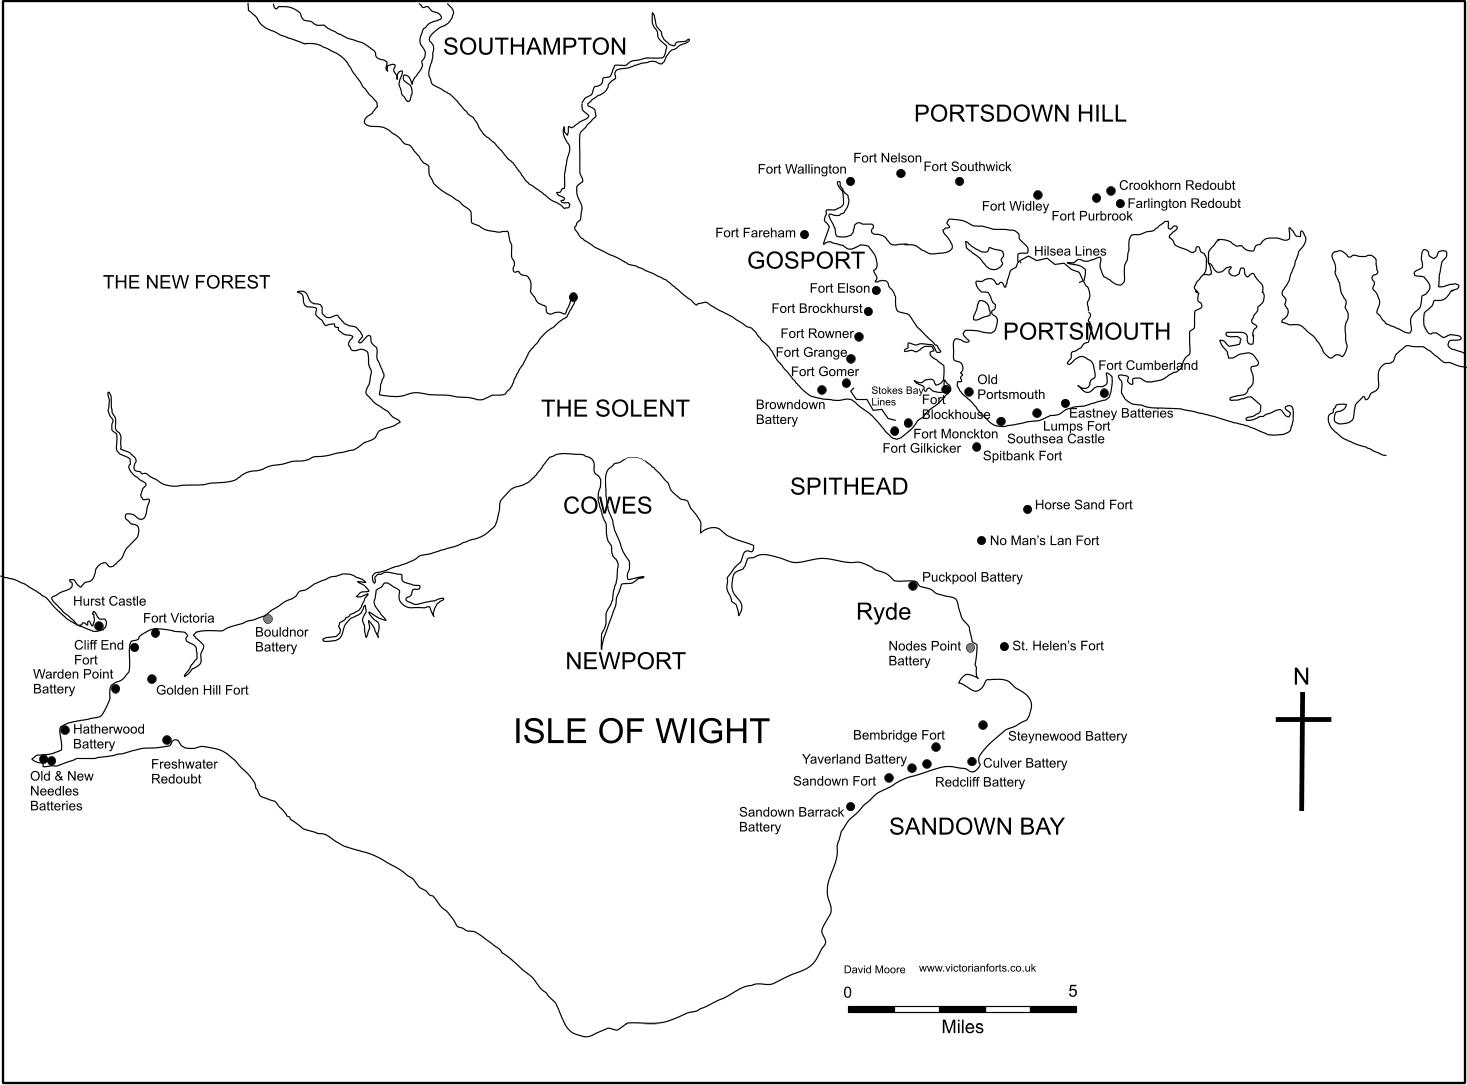 SOUTHAMPTON
PORTSDOWN HILL
Fort Wallington
Fort Nelson
Fort Southwick
Fort Widley
Fort Purbrook
Crookhorn Redoubt
Farlington Redoubt
Fort Fareham
GOSPORT
Hilsea Lines
THE NEW FOREST
Fort Elson
Fort Brockhurst
Fort Rowner
Fort Grange
Fort Gomer
PORTSMOUTH
Fort Cumberland
Browndown
Battery
Stokes Bay
Lines
Fort
Blockhouse
Old
Portsmouth
Eastney Batteries
Lumps Fort
Southsea Castle
Fort Monckton
Fort Gilkicker
Spitbank Fort
THE SOLENT
SPITHEAD
COWES
Horse Sand Fort
No Man's Lan Fort
Puckpool Battery
Ryde
Hurst Castle
Fort Victoria
Cliff End
Fort
Bouldnor
Battery
Warden Point
Battery
Golden Hill Fort
Nodes Point
Battery
St. Helen's Fort
NEWPORT
N
ISLE OF WIGHT
Hatherwood
Battery
Freshwater
Redoubt
Old & New
Needles
Batteries
Bembridge Fort
Steynewood Battery
Yaverland Battery
Culver Battery
Sandown Fort
Redcliff Battery
Sandown Barrack
Battery
SANDOWN BAY
David Moore www.victorianforts.co.uk
0 5
Miles